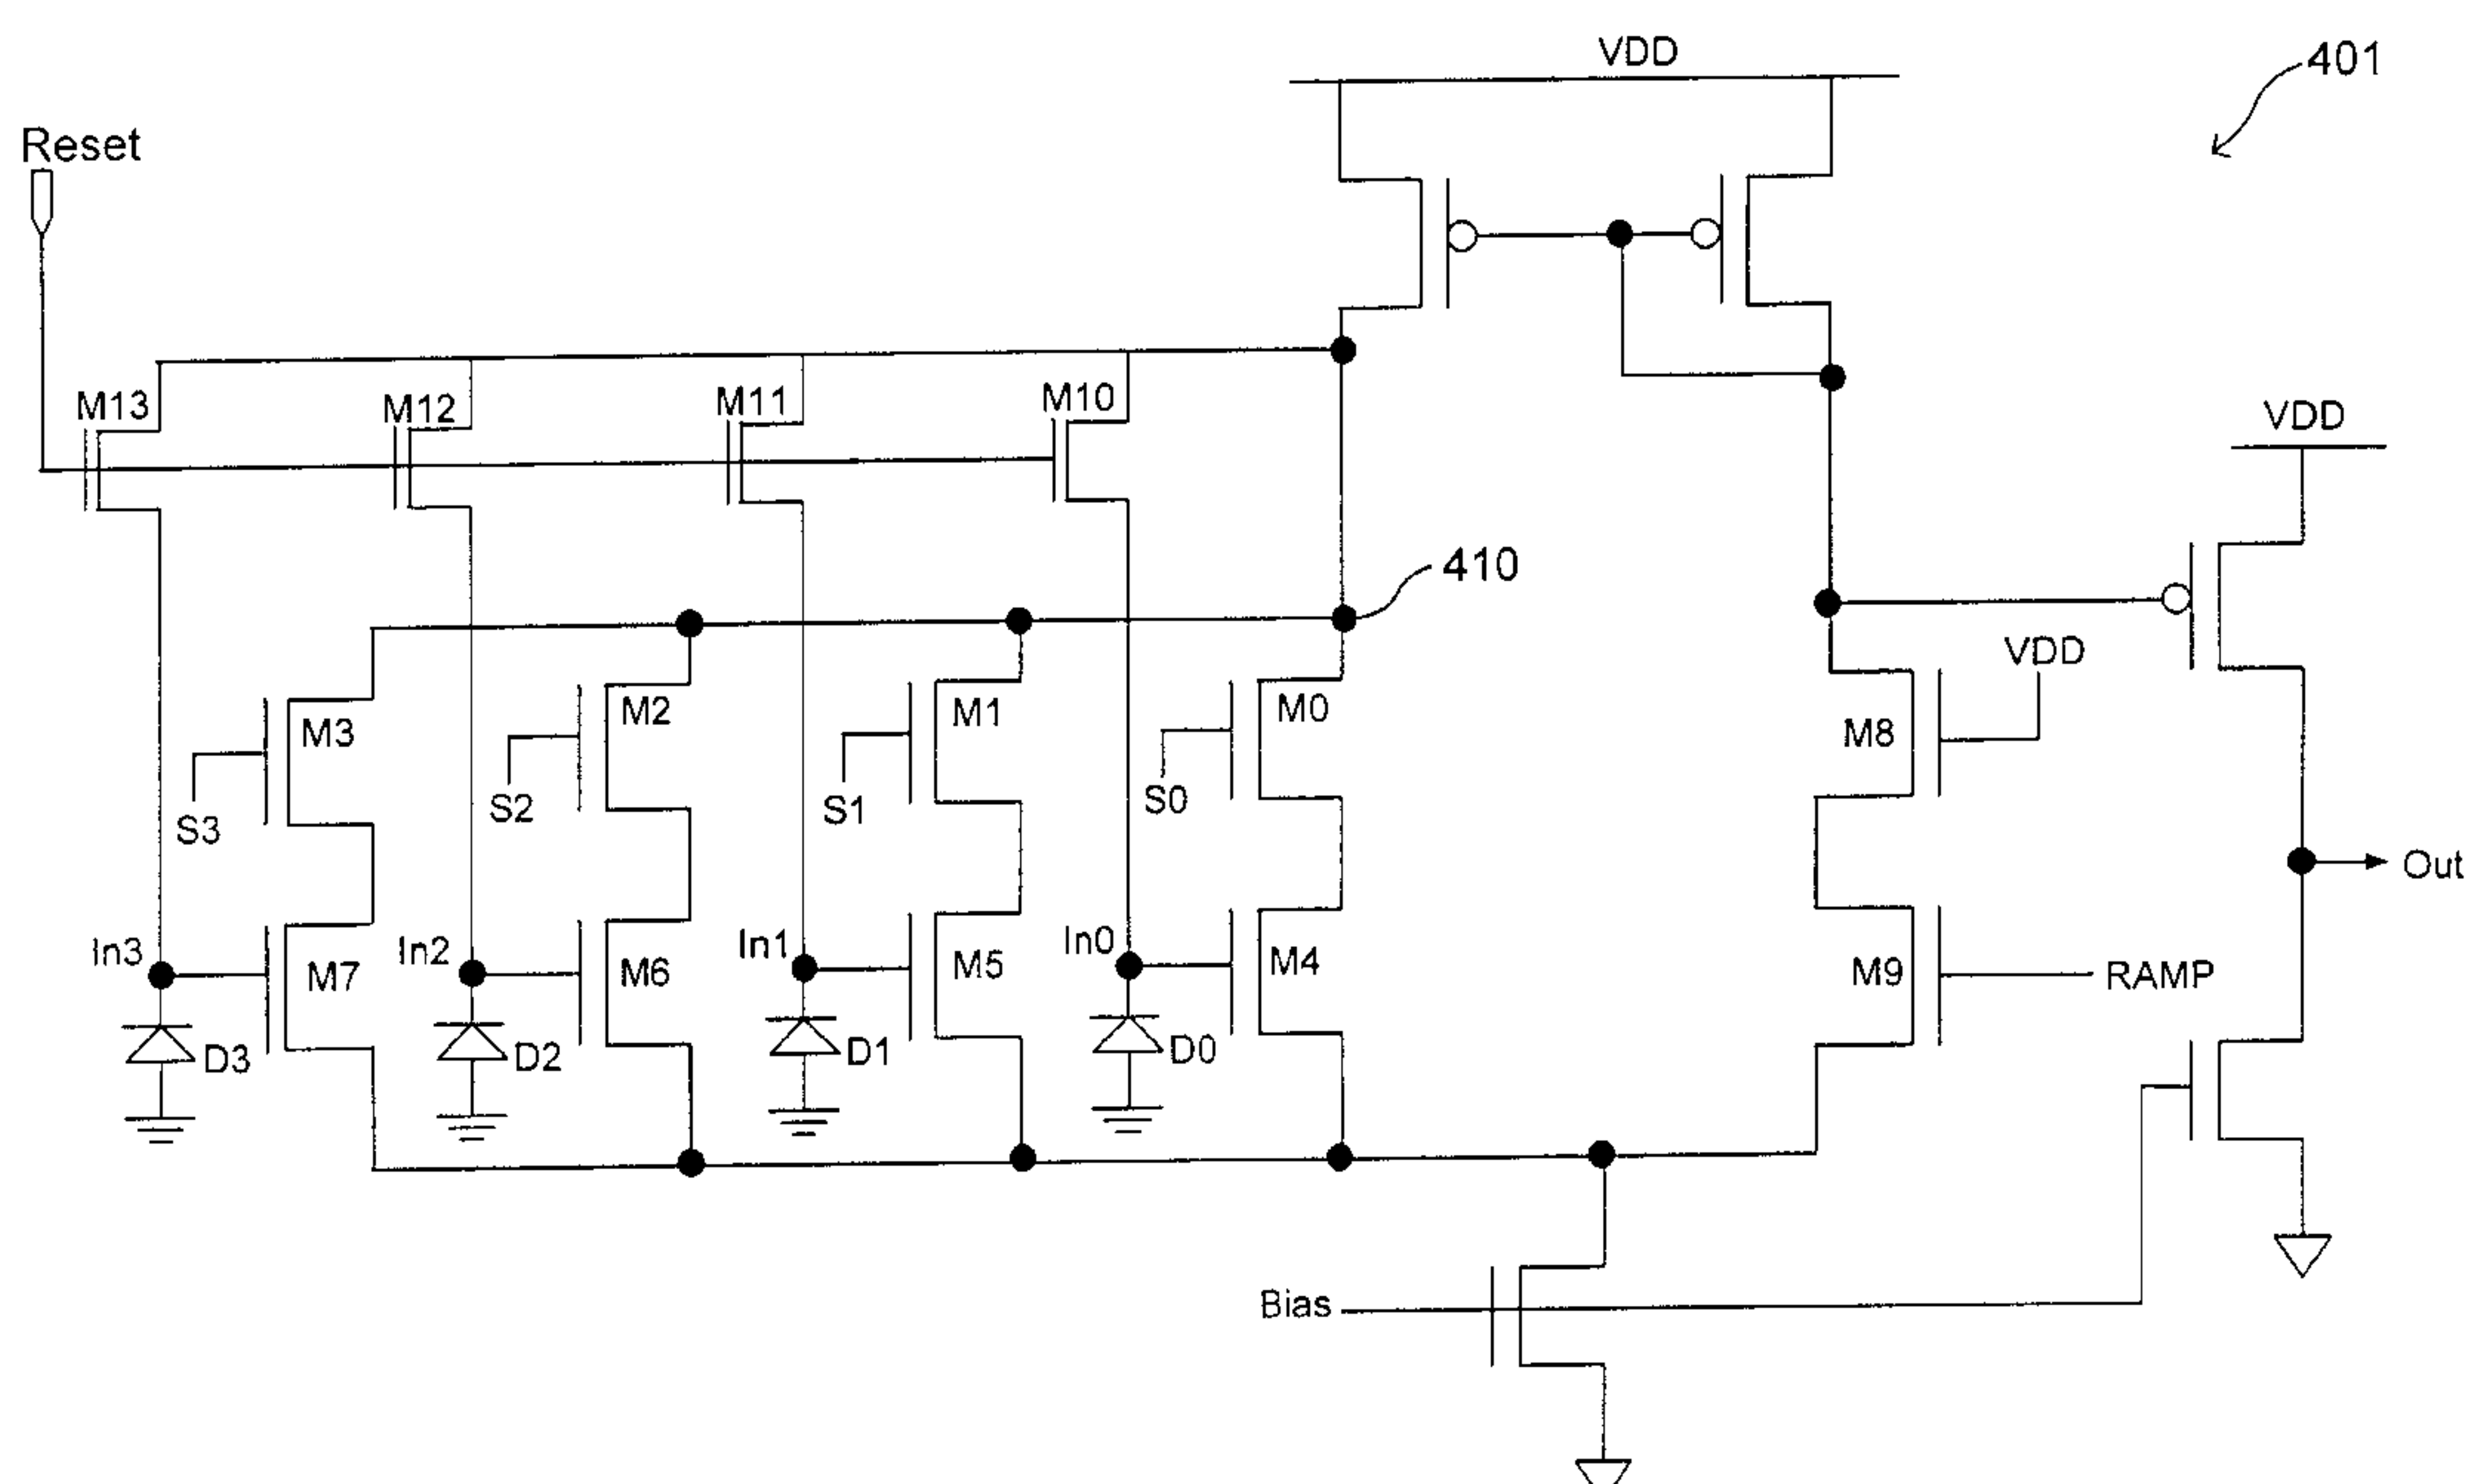 VDD
401
Reset
M13
M12
M11
M10
VDD
410
M3
M2
M1
M0
VDD
M8
S3
S2
S1
S0
Out
In3
In2
In1
In0
M7
M6
M5
M4
M9
RAMP
D3
D2
D1
D0
Bias